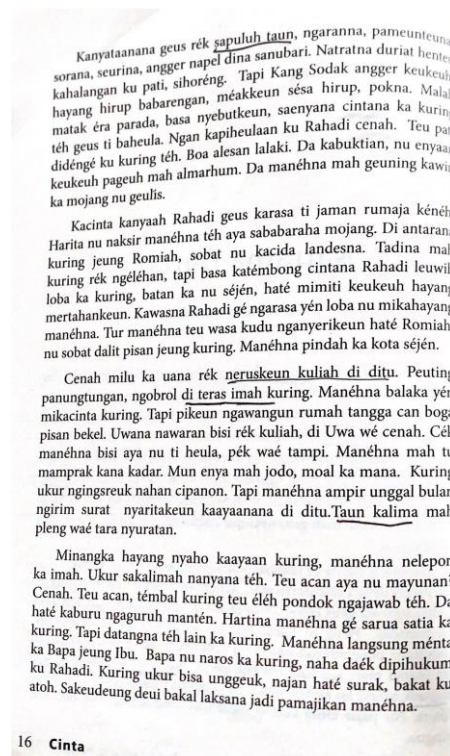 Kanyataanana geus rék sapuluh taun, ngaranna, pameunteuna
sorana, seurina, angger napel dina sanubari. Natratna duriat henteu
kahalangan ku pati, sihoréng. Tapi Kang Sodak angger keukeuh
hayang hirup babarengan, méakkeun sésa hirup, pokna.
matak éra parada, basa nyebutkeun, saenyana cintana ka kuring
téh geus ti baheula. Ngan kapiheulaan ku Rahadi cenah. Teu
didéngé ku kuring téh. Boa alesan lalaki. Da kabuktian, nu
keukeuh pageuh mah almarhum. Da manéhna mah geuning
ka mojang nu geulis.
Kacinta kanyaah Rahadi geus karasa ti jaman rumaja kénéh
Harita nu naksir manéhna téh aya sababaraha mojang. Di antarana
kuring jeung Romiah, sobat nu kacida landesna. Tadina mah
kuring rék ngéléhan, tapi basa katémbong cintana Rahadi leuwih
loba ka kuring, batan ka nu séjén, haté mimiti keukeuh hayang
mertahankeun. Kawasna Rahadi gé ngarasa yén loba nu mikahayang
manéhna. Tur manéhna teu wasa kudu nganyerikeun haté Romiah
nu sobat dalit pisan jeung kuring. Manéhna pindah ka kota séjén.
Cenah milu ka uana rék neruskeun kuliah di ditu. Peuting
panungtungan, ngobrol di teras imah kuring. Manéhna balaka yén
mikacinta kuring. Tapi pikeun ngawangun rumah tangga can boga
pisan bekel. Uwana nawaran bisi rék kuliah, di Uwa wé cenah. Cék
manéhna bisi aya nu ti heula, pék waé tampi. Manéhna mah
mamprak kana kadar. Mun enya mah jodo, moal ka mana. Kuring
ukur ngingsreuk nahan cipanon. Tapi manéhna ampir unggal bulan
ngirim surat nyaritakeun kaayaanana di ditu.Taun kalima mah
pleng waé tara nyuratan.
Minangka hayang nyaho kaayaan kuring, manéhna nelepon
ka imah. Ukur sakalimah nanyana téh. Teu acan aya nu mayunan?
Cenah. Teu acan, témbal kuring teu éléh pondok ngajawab téh. Da
haté kaburu ngaguruh mantén. Hartina manéhna gé sarua satia ka
kuring. Tapi datangna téh lain ka kuring. Manéhna langsung ménta
ka Bapa jeung Ibu. Bapa nu naros ka kuring, naha daék dipihukum
ku Rahadi. Kuring ukur bisa unggeuk, najan haté surak, bakat ku
atoh. Sakeudeung deui bakal laksana jadi pamajikan manéhna.
16 Cinta